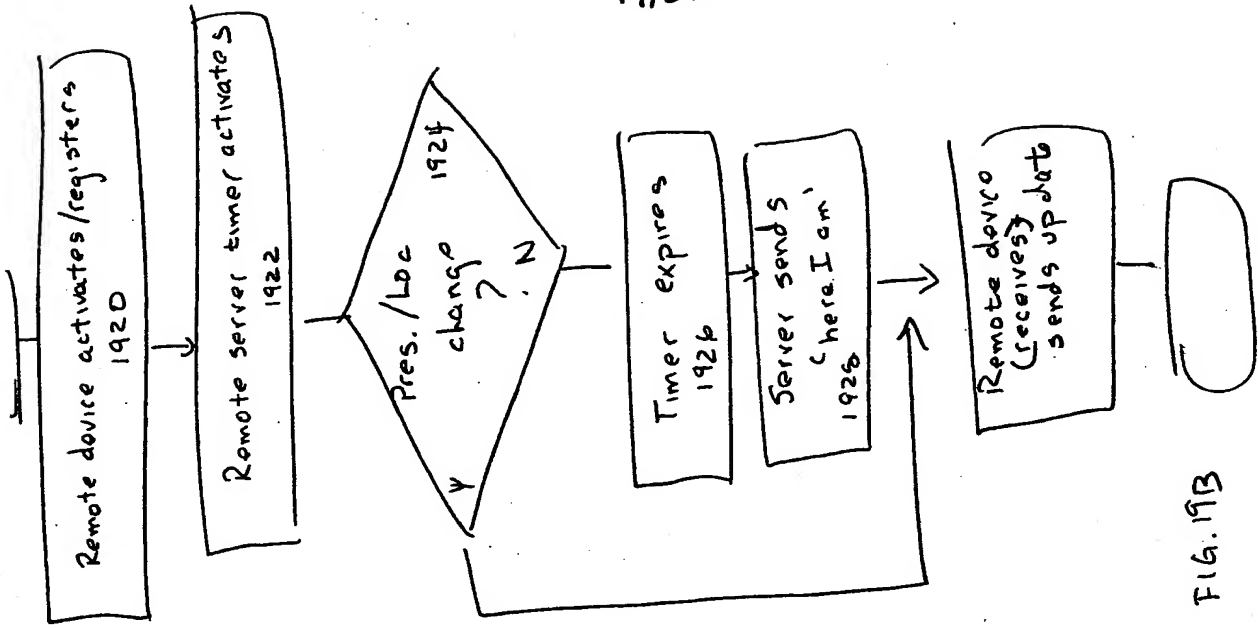 Remote device activates/registers
1920
Remote server timer activates
1922
Pres./Loc
change
?
1924
Y
N
Timer expires
1926
Server sends
'here I am'
1928
Remote device
(receives)
sends update
FIG. 19B